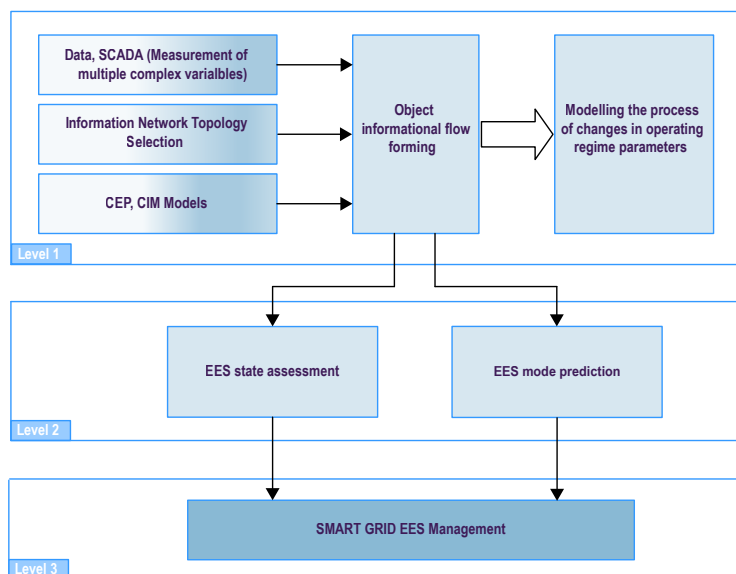 Data, SCADA (Measurement of
multiple complex varialbles)
Information Network Topology
Selection
CEP, CIM Models
Object
informational flow
forming
Modelling the process
of changes in operating
regime parameters
Level 1
EES state assessment
EES mode prediction
Level 2
SMART GRID EES Management
Level 3